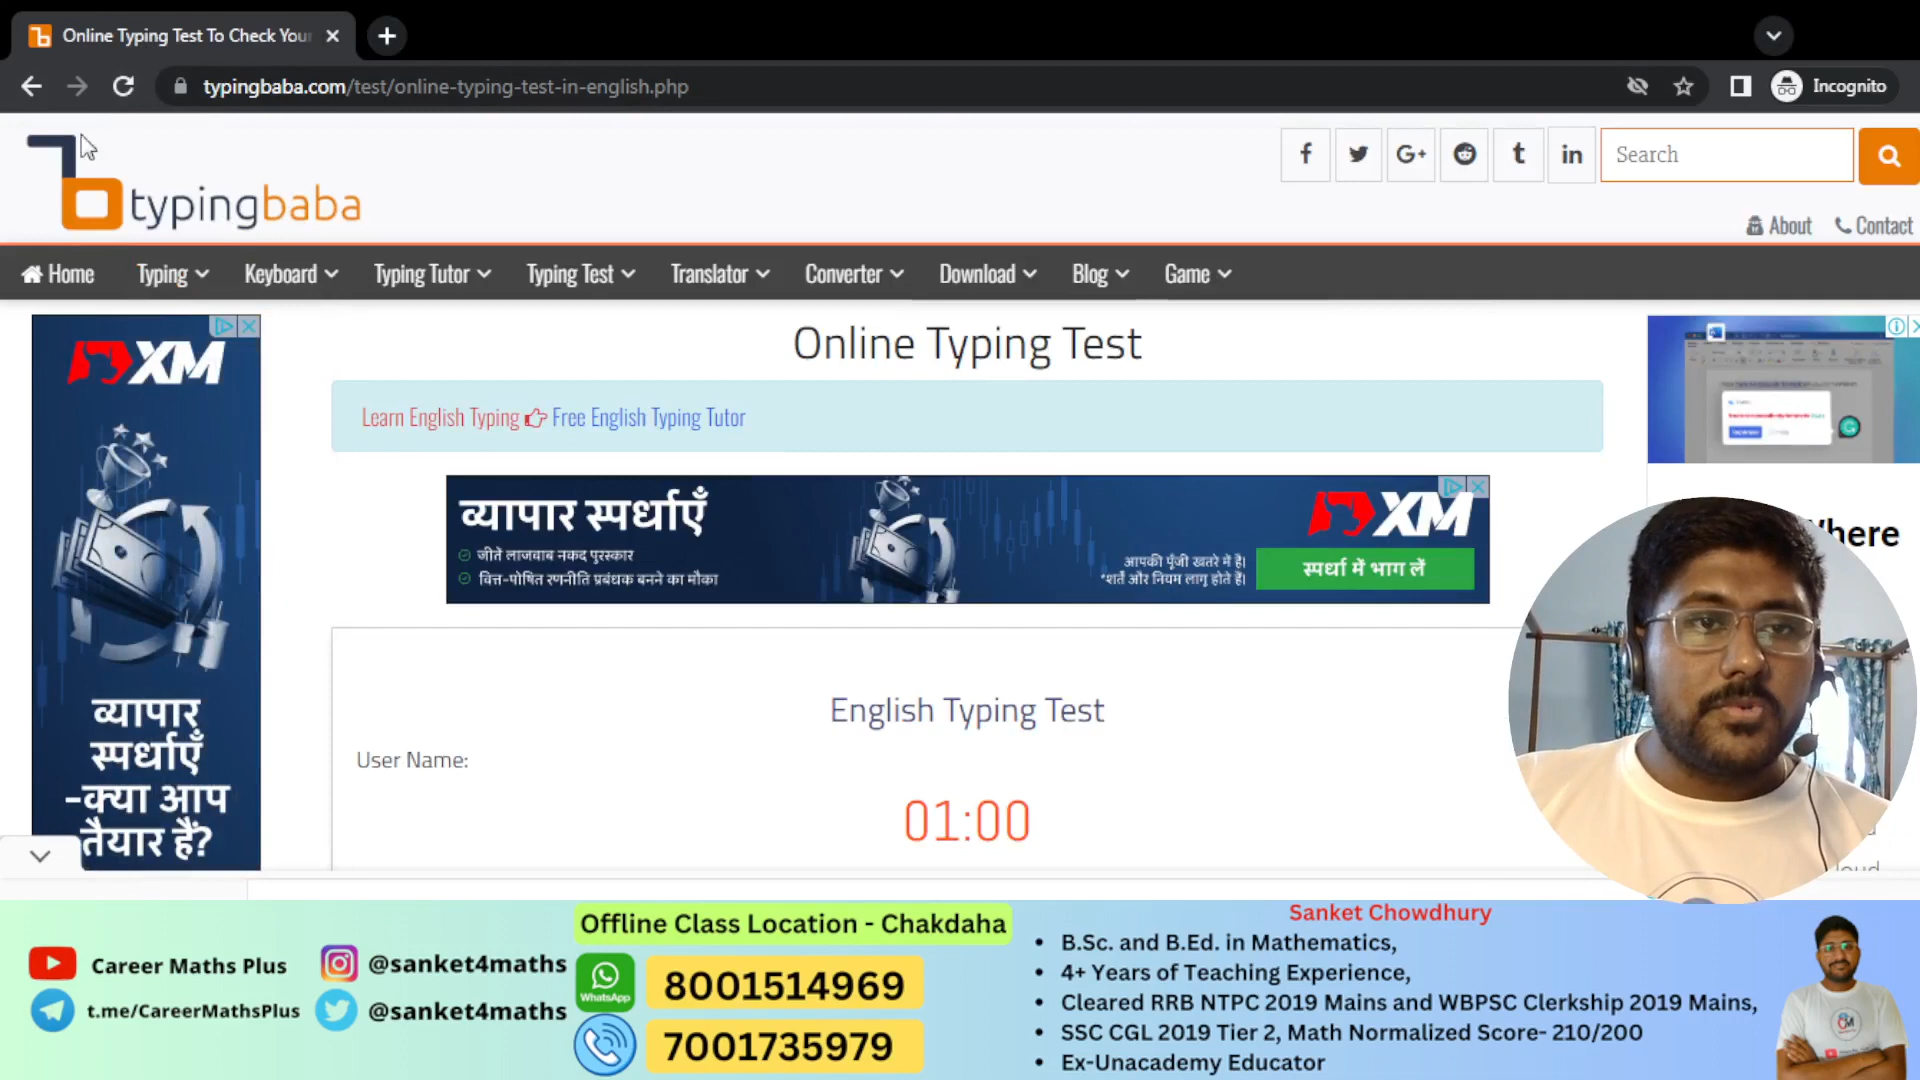 Online Typing Test To Check Your
typingbaba.com/test/online-typing-test-in-english.php
Incognito
typingbaba
G+
t
in
Search
About
Contact
Home
Typing
Keyboard
Typing Tutor
Typing Test
Translator
Converter
Download
Blog
Game
XM
व्यापार
स्पर्धाएँ
-क्या आप
तैयार हैं?
Online Typing Test
Learn English Typing Free English Typing Tutor
व्यापार स्पर्धाएँ
जीतें लाजवाब नकद पुरस्कार
वित्त-पोषित रणनीति प्रबंधक बनने का मौका
आपकी पूँजी खतरे में है।
*शर्तें और नियम लागू होते हैं।
XM
स्पर्धा में भाग लें
English Typing Test
User Name:
01:00
Career Maths Plus
t.me/CareerMathsPlus
@sanket4maths
@sanket4maths
Offline Class Location - Chakdaha
WhatsApp
8001514969
7001735979
Sanket Chowdhury
• B.Sc. and B.Ed. in Mathematics,
• 4+ Years of Teaching Experience,
• Cleared RRB NTPC 2019 Mains and WBPSC Clerkship 2019 Mains,
• SSC CGL 2019 Tier 2, Math Normalized Score- 210/200
• Ex-Unacademy Educator